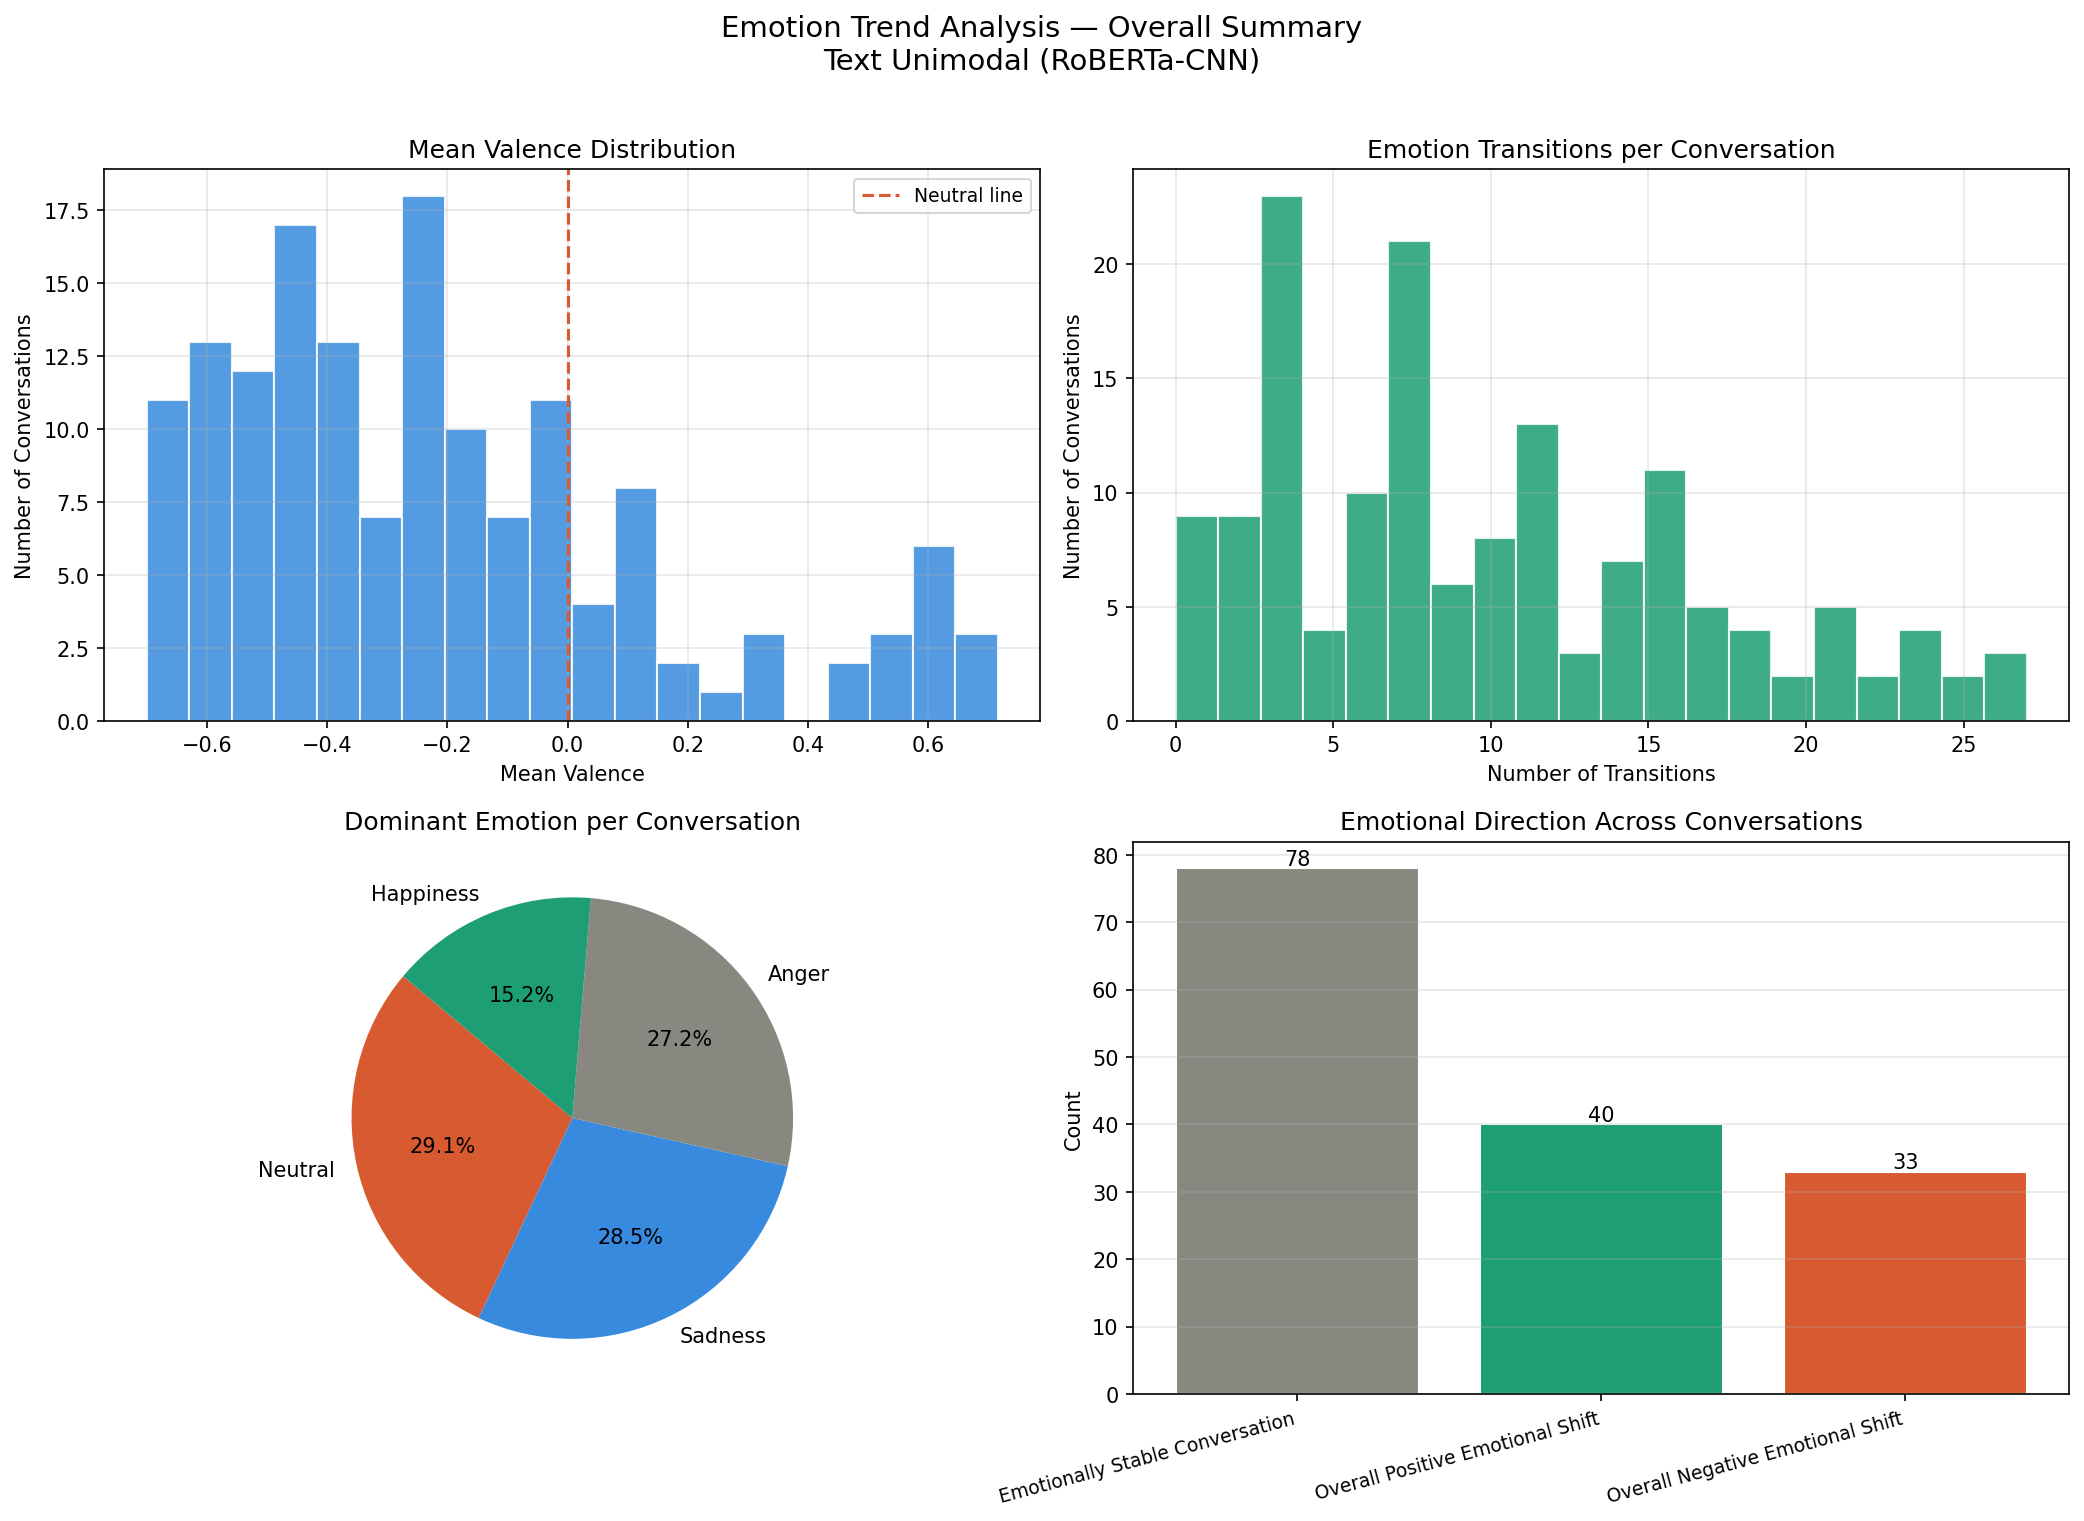 Emotion Trend Analysis — Overall Summary
Text Unimodal (RoBERTa-CNN)
Mean Valence Distribution
Neutral line
Number of Conversations
17.5
15.0
12.5
10.0
7.5
5.0
2.5
0.0
−0.6 −0.4 −0.2 0.0 0.2 0.4 0.6
Mean Valence
Emotion Transitions per Conversation
Number of Conversations
20
15
10
5
0
0 5 10 15 20 25
Number of Transitions
Dominant Emotion per Conversation
Happiness
Anger
15.2%
27.2%
29.1%
Neutral
28.5%
Sadness
Emotional Direction Across Conversations
Count
80
70
60
50
40
30
20
10
0
78
40
33
Emotionally Stable Conversation
Overall Positive Emotional Shift
Overall Negative Emotional Shift